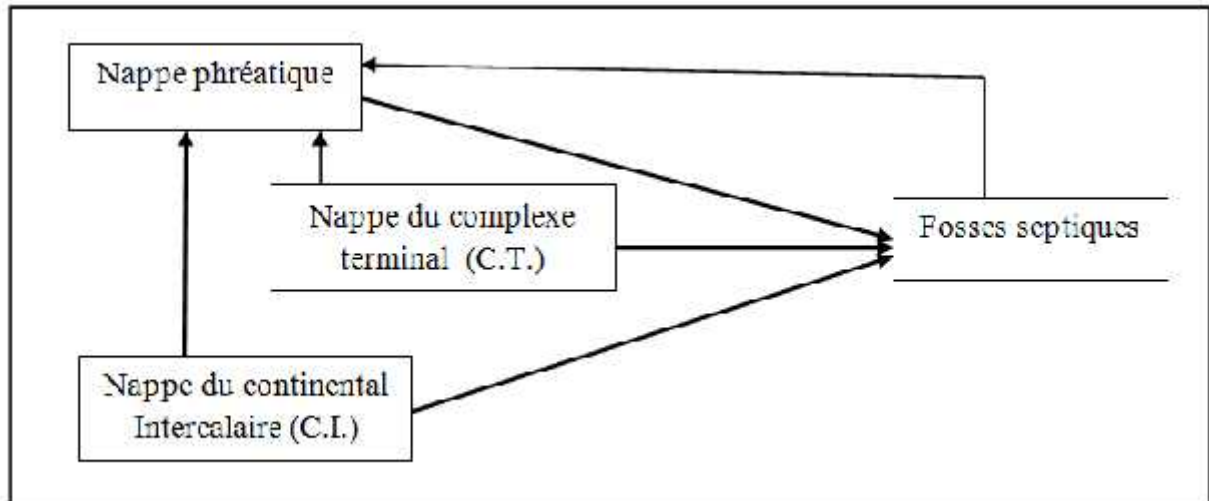 Nappe phréatique
Nappe du complexe
terminal (C.T.)
Fosses septiques
Nappe du continental
Intercalaire (C.I.)